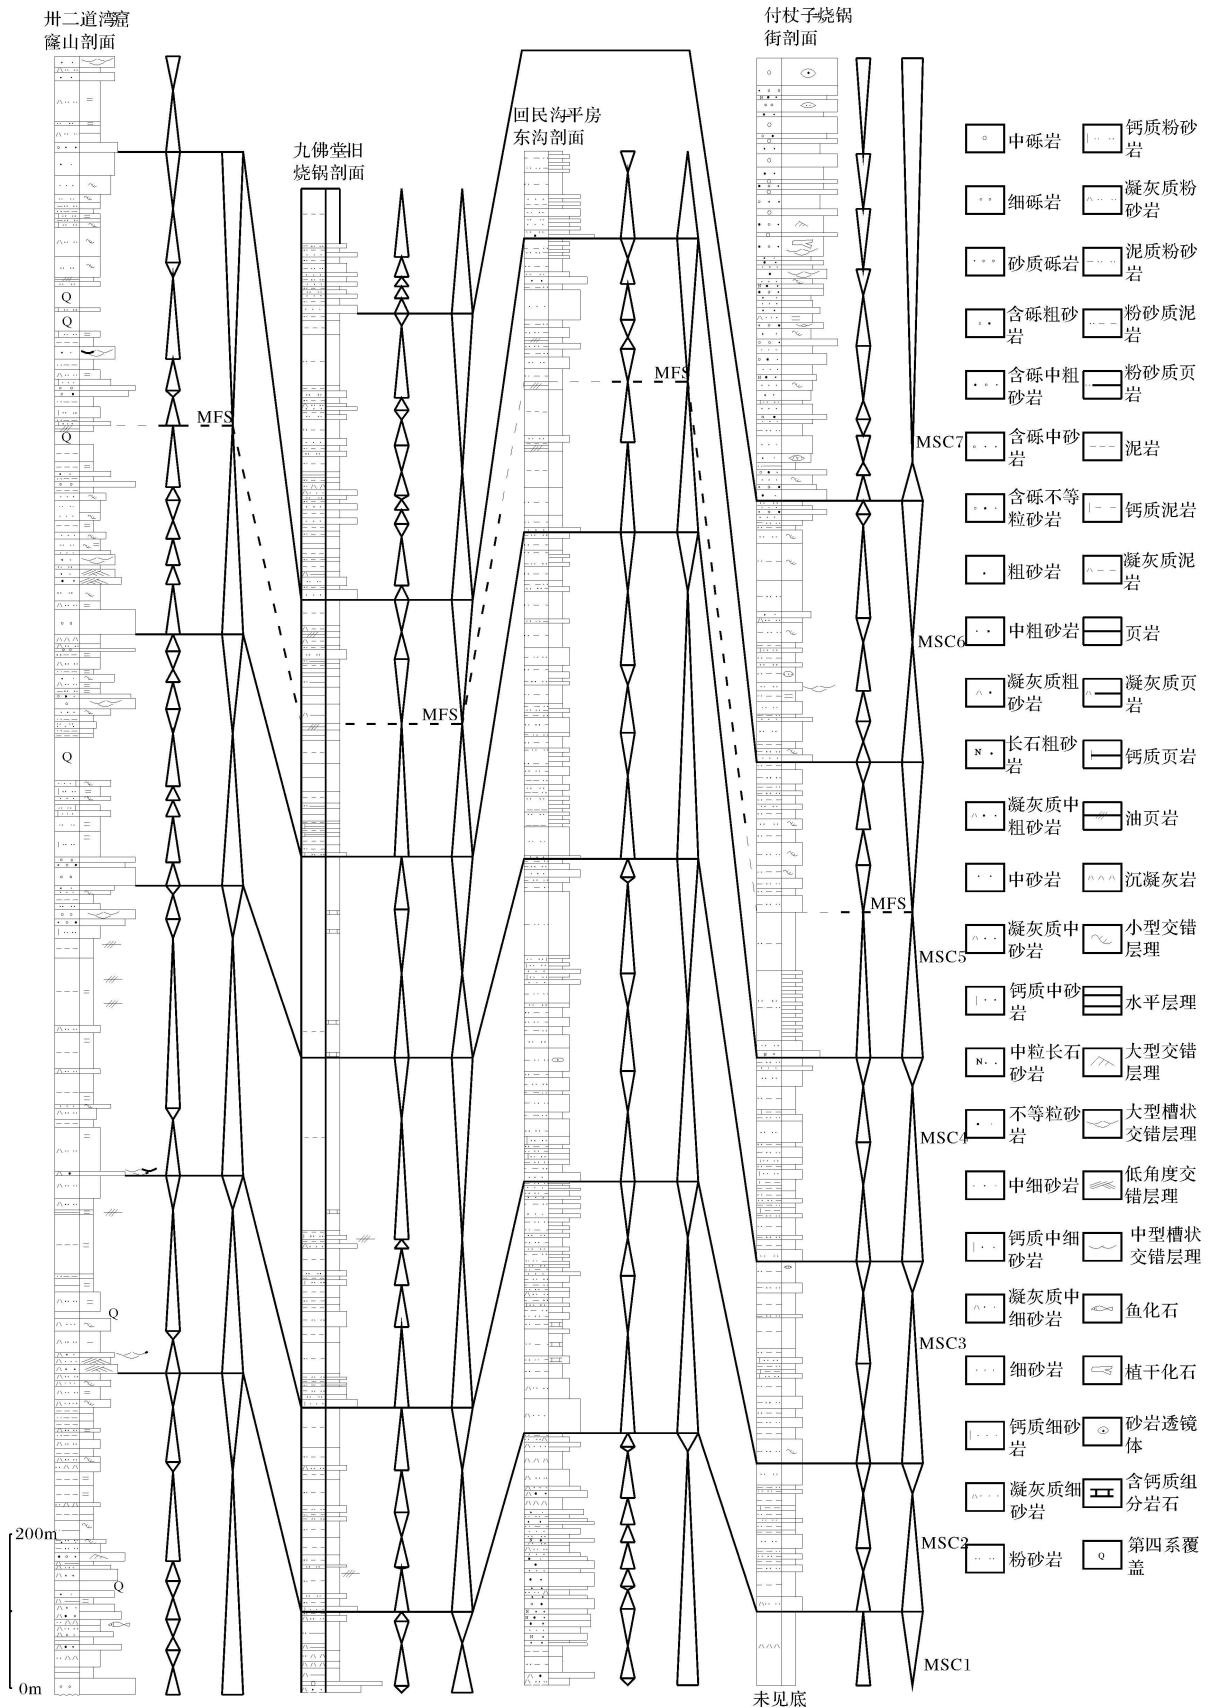 卅二道湾窟
窿山剖面
九佛堂旧
烧锅剖面
回民沟平房
东沟剖面
付杖子烧锅
街剖面
Q
Q
Q
Q
Q
Q
MFS
MFS
MFS
MFS
MSC7
MSC6
MSC5
MSC4
MSC3
MSC2
MSC1
200m
0m
未见底
中砾岩
细砾岩
砂质砾岩
含砾粗砂
岩
含砾中粗
砂岩
含砾中砂
岩
含砾不等
粒砂岩
粗砂岩
中粗砂岩
凝灰质粗
砂岩
N
长石粗砂
岩
凝灰质中
粗砂岩
中砂岩
凝灰质中
砂岩
钙质中砂
岩
N
中粒长石
砂岩
不等粒砂
岩
中细砂岩
钙质中细
砂岩
凝灰质中
细砂岩
细砂岩
钙质细砂
岩
凝灰质细
砂岩
粉砂岩
钙质粉砂
岩
凝灰质粉
砂岩
泥质粉砂
岩
粉砂质泥
岩
粉砂质页
岩
泥岩
钙质泥岩
凝灰质泥
岩
页岩
凝灰质页
岩
钙质页岩
油页岩
沉凝灰岩
小型交错
层理
水平层理
大型交错
层理
大型槽状
交错层理
低角度交
错层理
中型槽状
交错层理
鱼化石
植干化石
砂岩透镜
体
含钙质组
分岩石
Q
第四系覆
盖